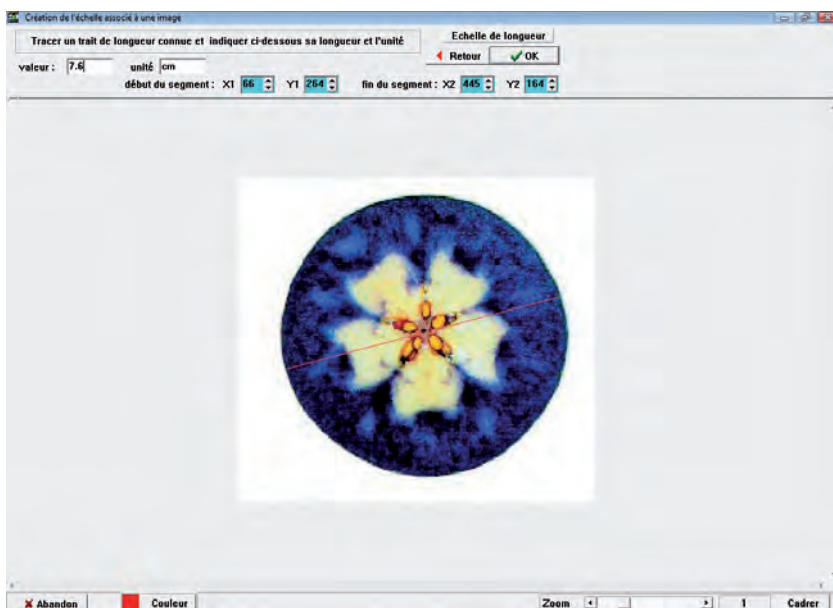 Création de l'échelle associé à une image
Tracer un trait de longueur connue et indiquer ci-dessous sa longueur et l'unité
Echelle de longueur
Retour
OK
valeur : 7.6 unité cm
début du segment : X1 66 Y1 264 fin du segment : X2 445 Y2 164
Abandon Couleur Zoom 1 Cadrer